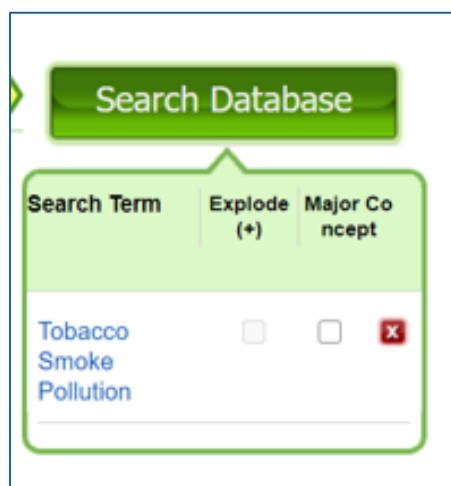 Search Database
Search Term Explode Major Co
(+) ncept
Tobacco
Smoke
Pollution
x